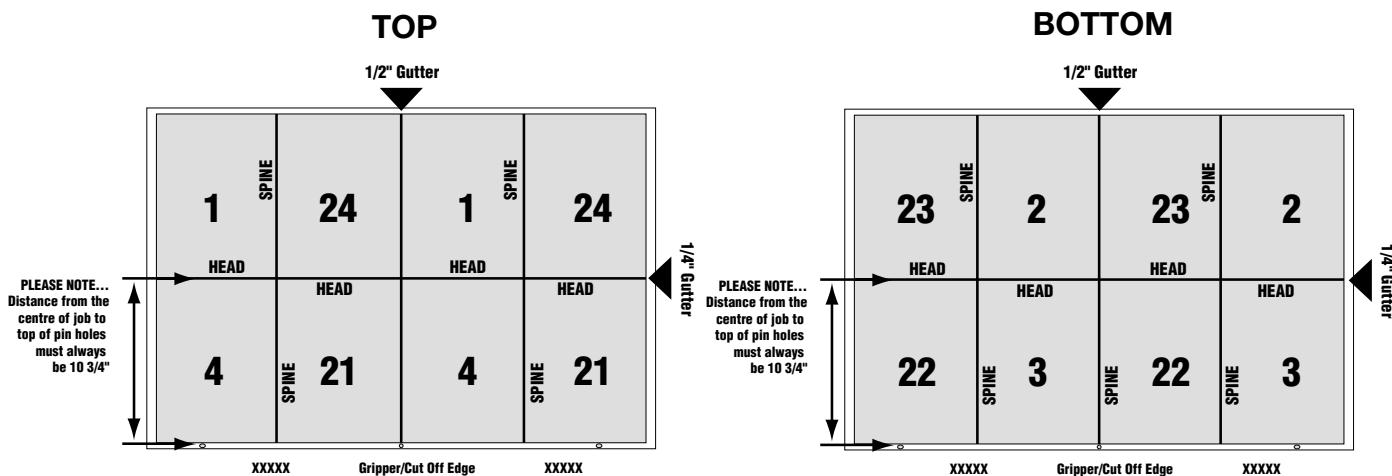 TOP
1/2" Gutter
1
SPINE
24
1
SPINE
24
HEAD
HEAD
HEAD
HEAD
1/4" Gutter
PLEASE NOTE...
Distance from the
centre of job to
top of pin holes
must always
be 10 3/4"
4
SPINE
21
4
SPINE
21
XXXXX
Gripper/Cut Off Edge
XXXXX
BOTTOM
1/2" Gutter
23
SPINE
2
23
SPINE
2
HEAD
HEAD
HEAD
HEAD
1/4" Gutter
PLEASE NOTE...
Distance from the
centre of job to
top of pin holes
must always
be 10 3/4"
22
SPINE
3
SPINE
22
SPINE
3
XXXXX
Gripper/Cut Off Edge
XXXXX